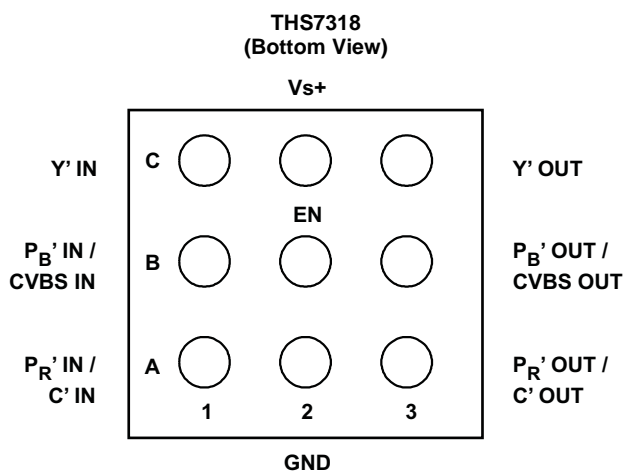 THS7318
(Bottom View)
Vs+
Y’ IN
C
Y’ OUT
EN
PB’ IN /
CVBS IN
B
PB’ OUT /
CVBS OUT
PR’ IN /
C’ IN
A
PR’ OUT /
C’ OUT
1 2 3
GND